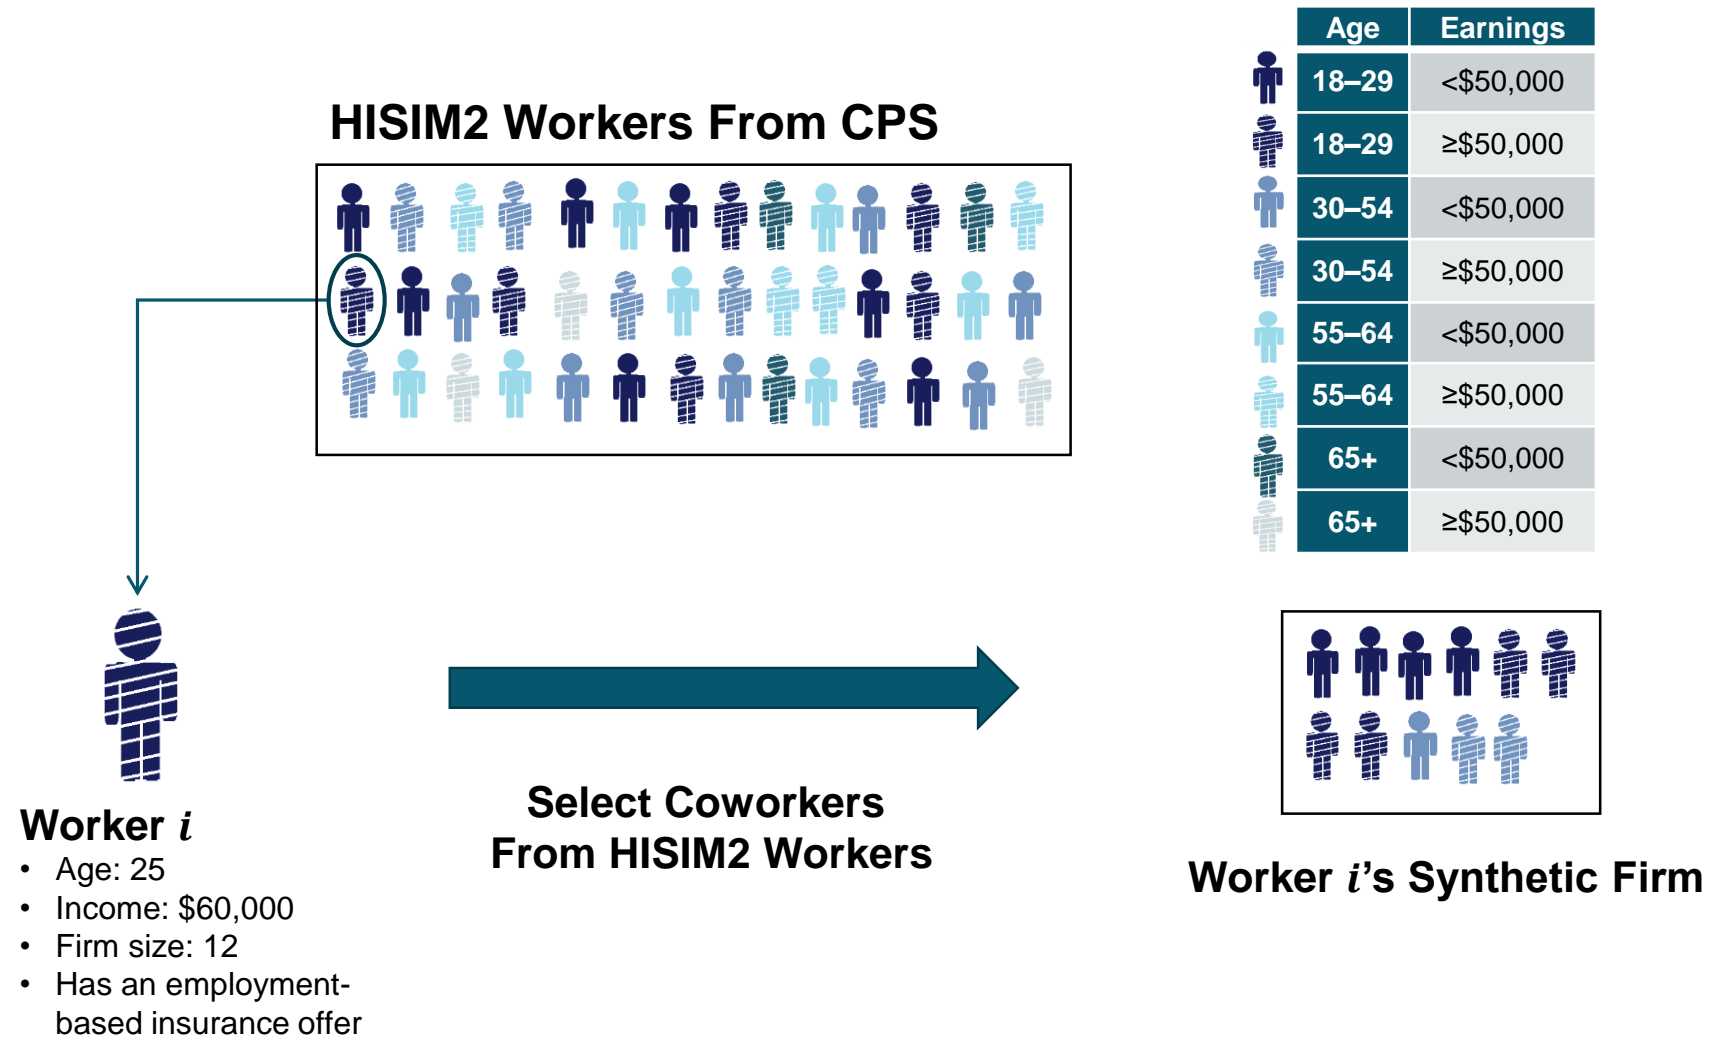 Age Earnings
18–29 <$50,000
18–29 ≥$50,000
30–54 <$50,000
30–54 ≥$50,000
55–64 <$50,000
55–64 ≥$50,000
65+ <$50,000
65+ ≥$50,000
HISIM2 Workers From CPS
Worker i
• Age: 25
• Income: $60,000
• Firm size: 12
• Has an employment-
based insurance offer
Select Coworkers
From HISIM2 Workers
Worker i’s Synthetic Firm